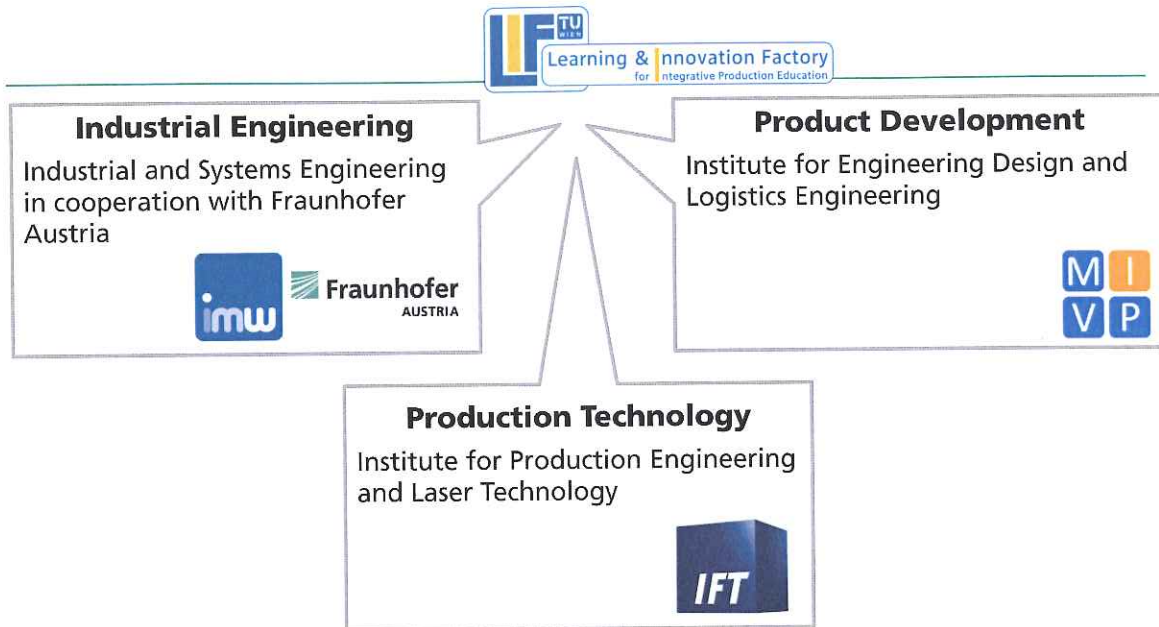 LIF
TU
WIEN
Learning & Innovation Factory
for Integrative Production Education
Industrial Engineering
Industrial and Systems Engineering
in cooperation with Fraunhofer
Austria
imw
Fraunhofer
AUSTRIA
Product Development
Institute for Engineering Design and
Logistics Engineering
M I
V P
Production Technology
Institute for Production Engineering
and Laser Technology
IFT